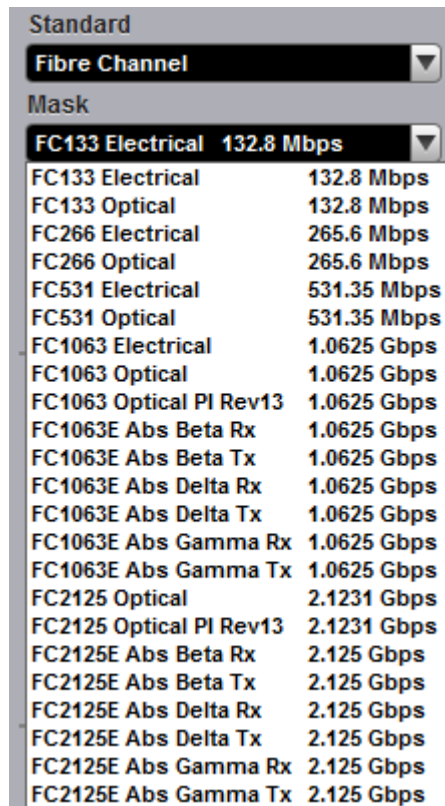 Standard
Fibre Channel
Mask
FC133 Electrical 132.8 Mbps
FC133 Electrical 132.8 Mbps
FC133 Optical 132.8 Mbps
FC266 Electrical 265.6 Mbps
FC266 Optical 265.6 Mbps
FC531 Electrical 531.35 Mbps
FC531 Optical 531.35 Mbps
FC1063 Electrical 1.0625 Gbps
FC1063 Optical 1.0625 Gbps
FC1063 Optical PI Rev13 1.0625 Gbps
FC1063E Abs Beta Rx 1.0625 Gbps
FC1063E Abs Beta Tx 1.0625 Gbps
FC1063E Abs Delta Rx 1.0625 Gbps
FC1063E Abs Delta Tx 1.0625 Gbps
FC1063E Abs Gamma Rx 1.0625 Gbps
FC1063E Abs Gamma Tx 1.0625 Gbps
FC2125 Optical 2.1231 Gbps
FC2125 Optical PI Rev13 2.1231 Gbps
FC2125E Abs Beta Rx 2.125 Gbps
FC2125E Abs Beta Tx 2.125 Gbps
FC2125E Abs Delta Rx 2.125 Gbps
FC2125E Abs Delta Tx 2.125 Gbps
FC2125E Abs Gamma Rx 2.125 Gbps
FC2125E Abs Gamma Tx 2.125 Gbps